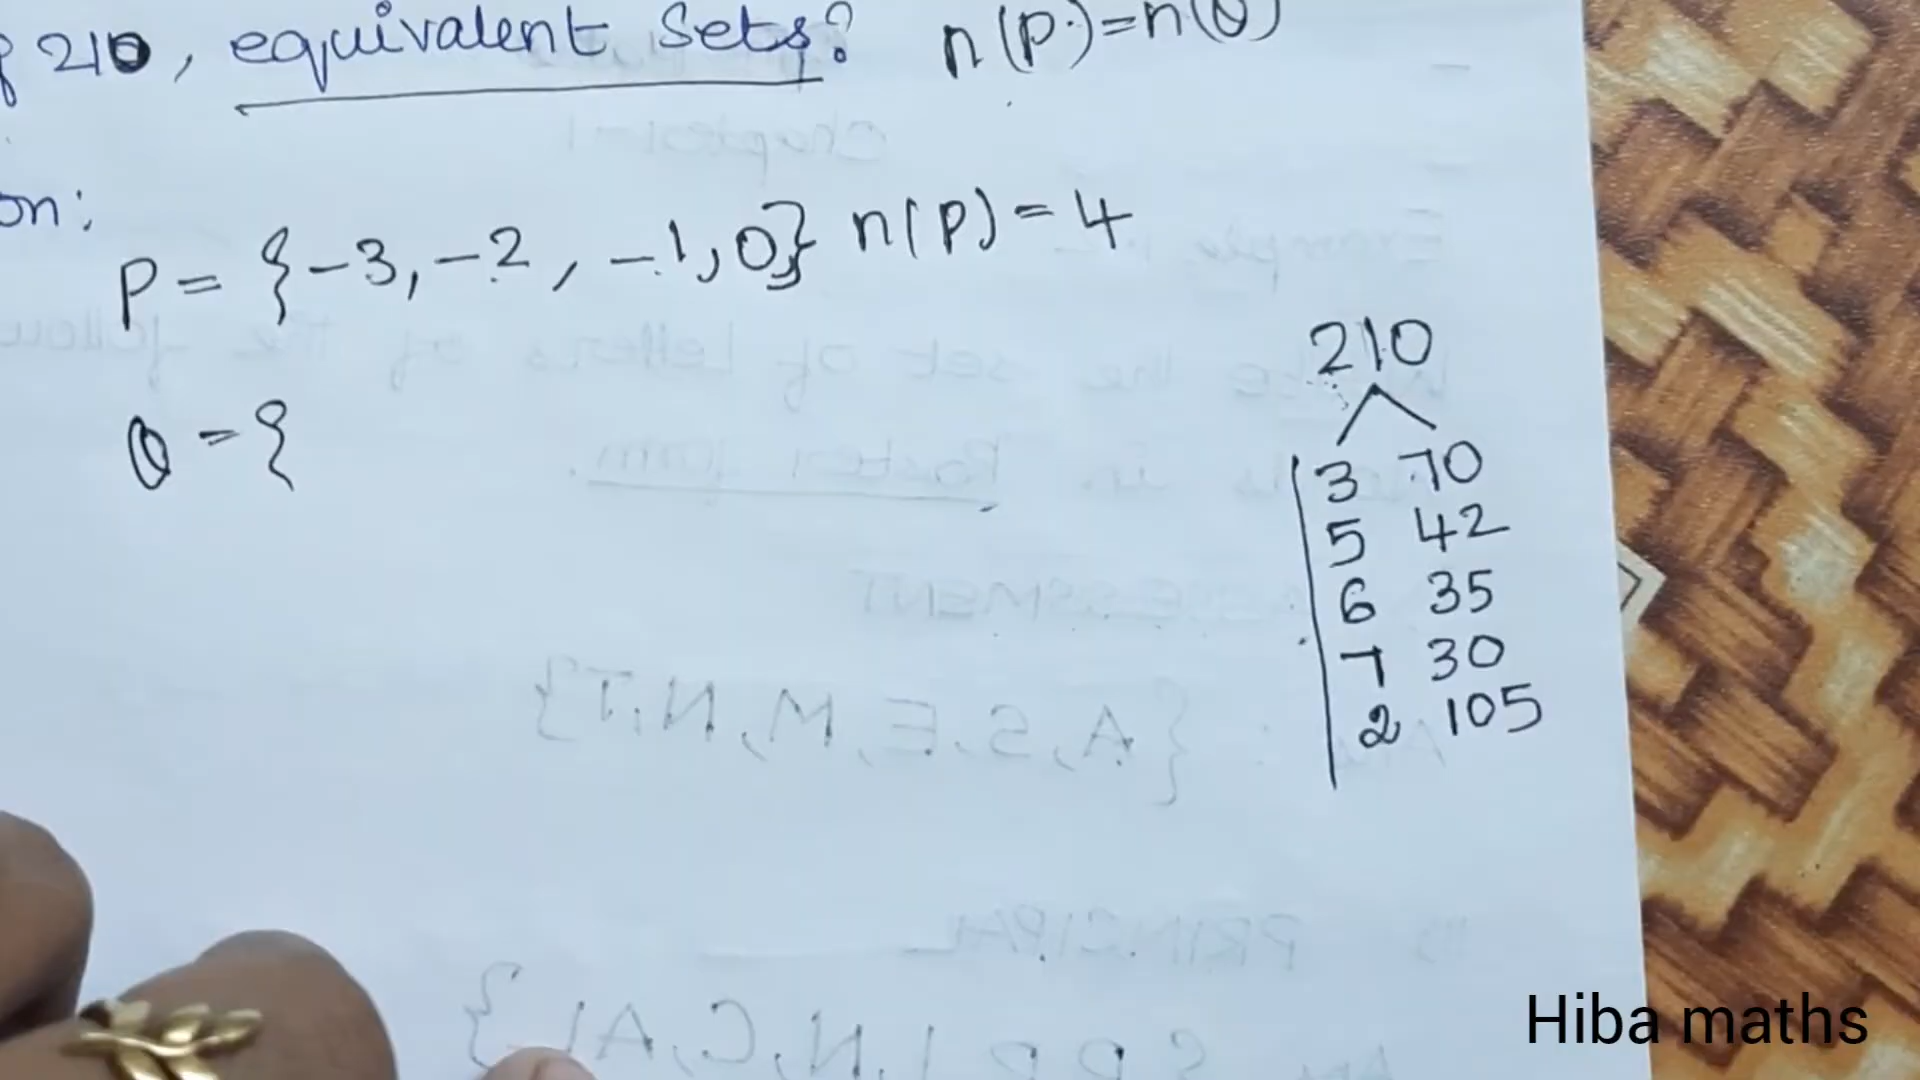 210, equivalent Sets? n(P)=n(Q)
on:
P = {-3, -2, -1, 0} n(P) = 4
Q = {
210
3 70
5 42
6 35
7 30
2 105
Hiba maths